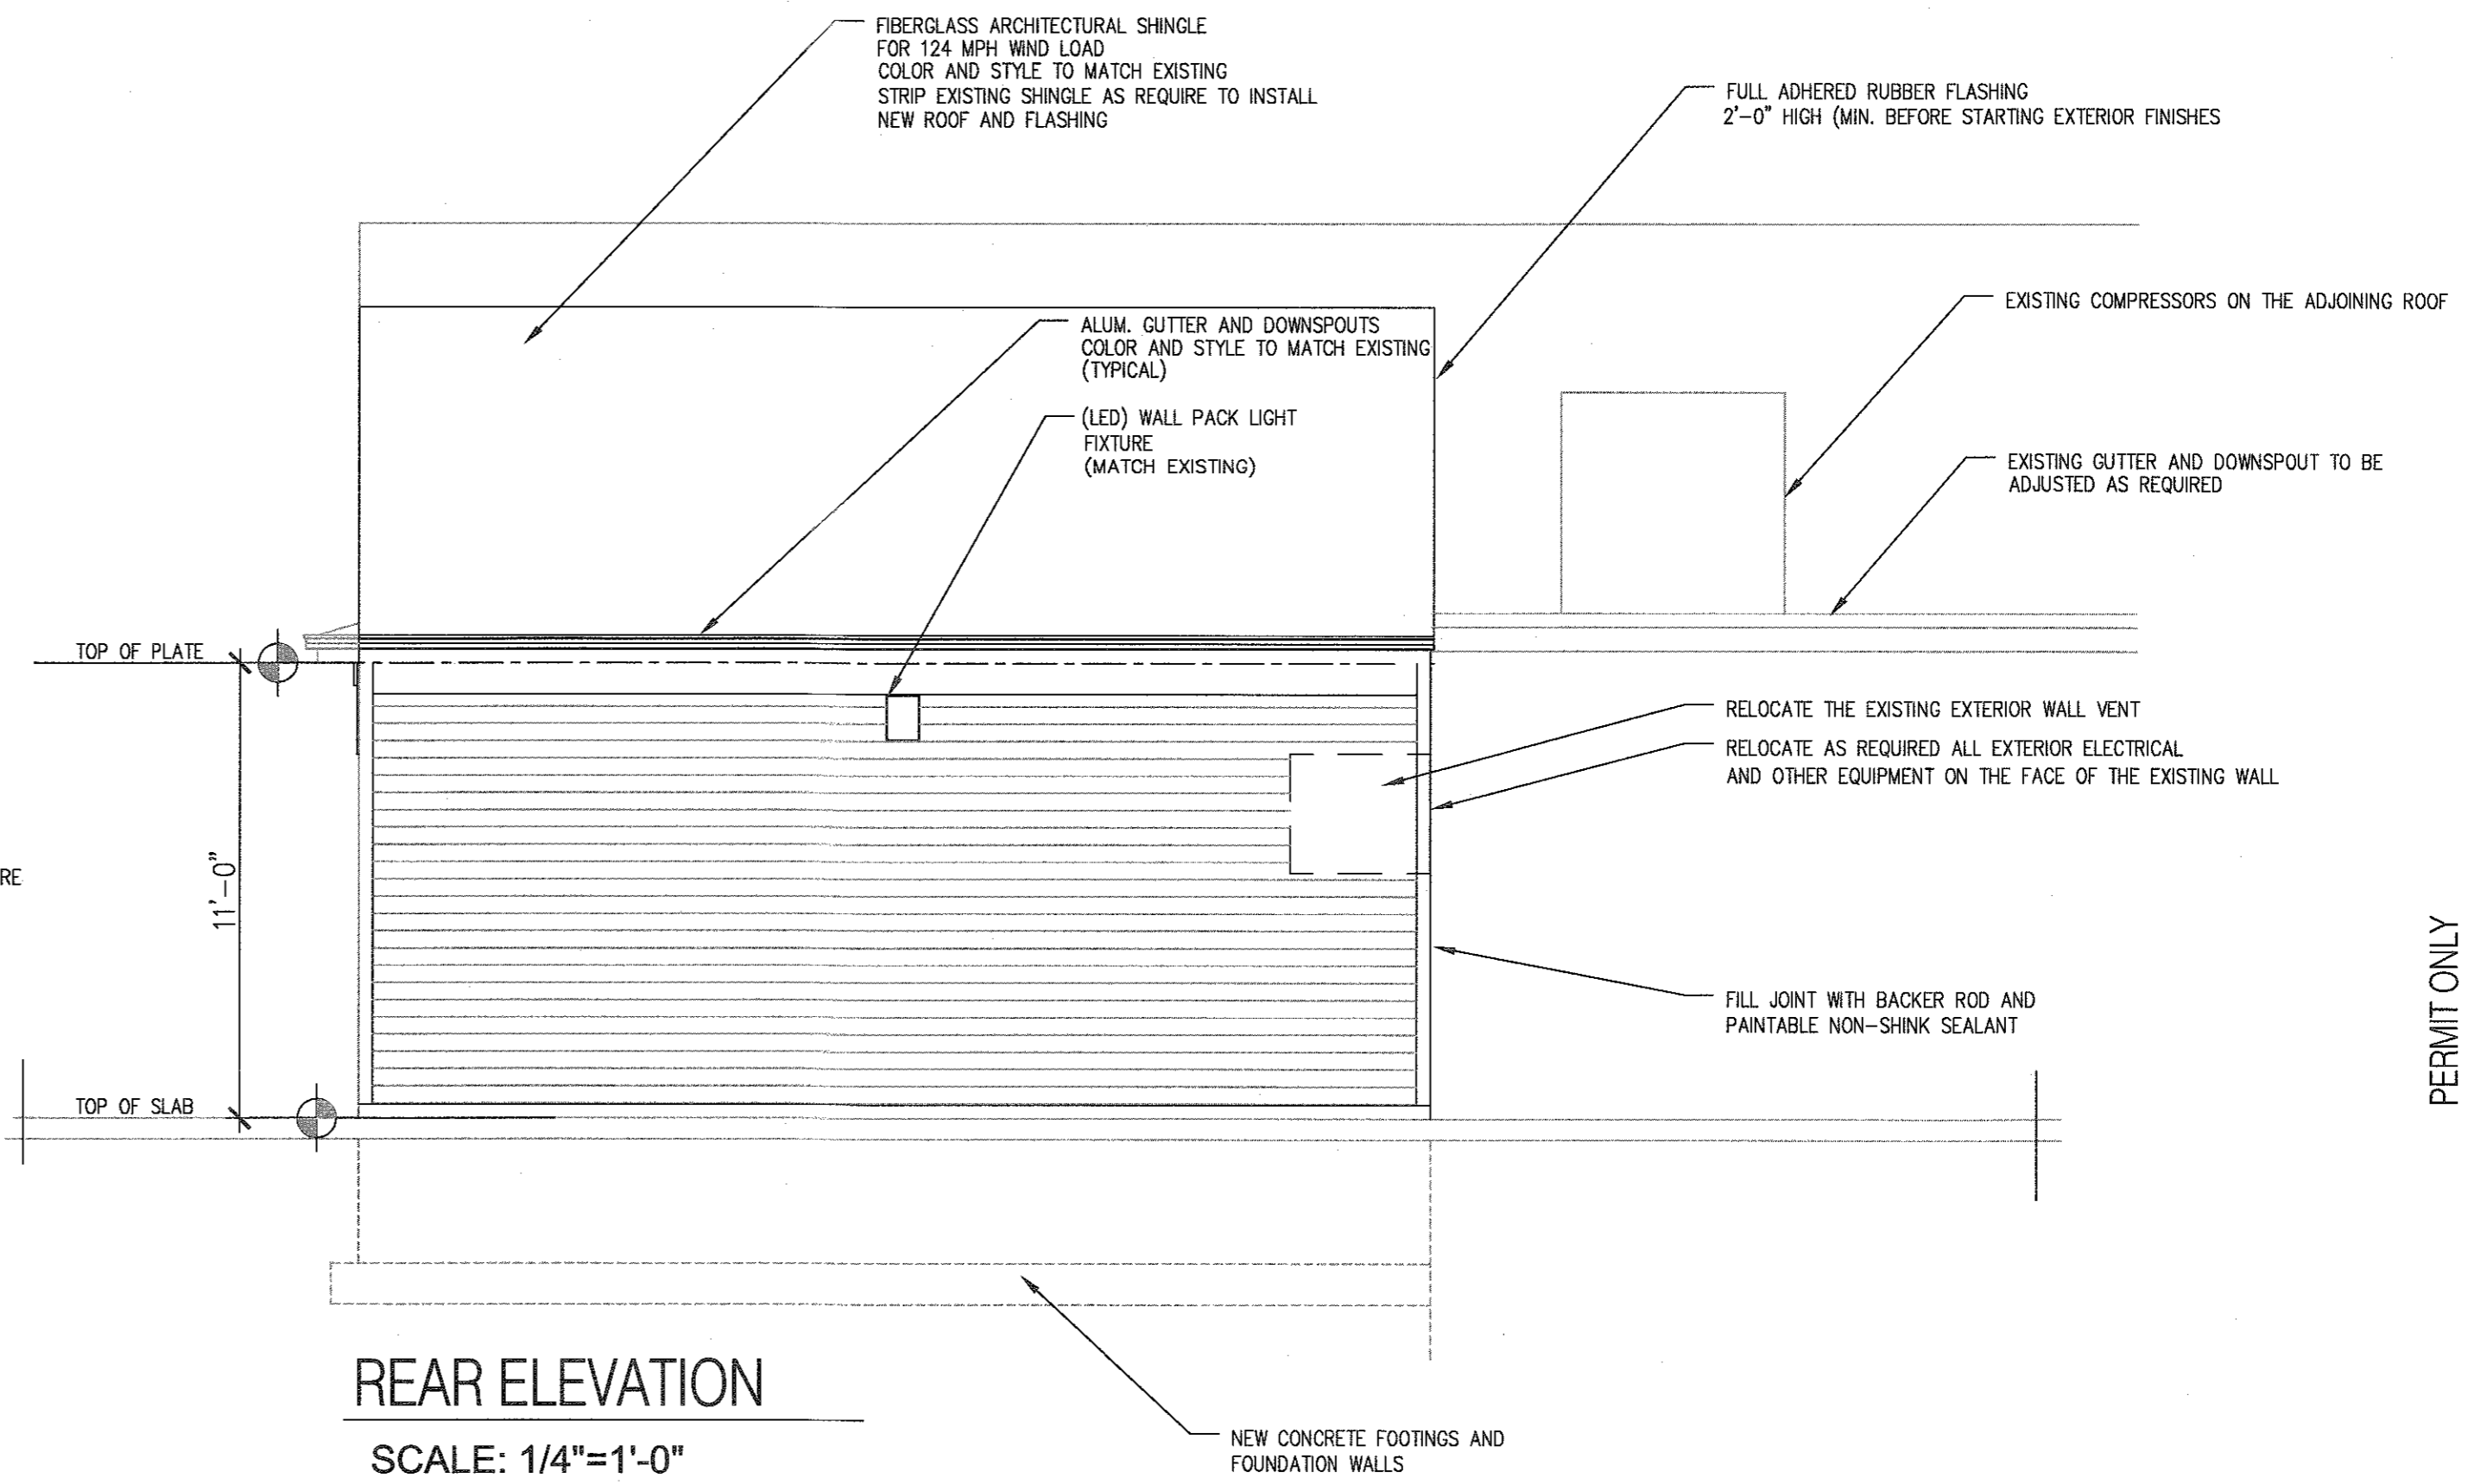 FIBERGLASS ARCHITECTURAL SHINGLE
FOR 124 MPH WIND LOAD
COLOR AND STYLE TO MATCH EXISTING
STRIP EXISTING SHINGLE AS REQUIRE TO INSTALL
NEW ROOF AND FLASHING
FULL ADHERED RUBBER FLASHING
2'-0" HIGH (MIN. BEFORE STARTING EXTERIOR FINISHES
EXISTING COMPRESSORS ON THE ADJOINING ROOF
ALUM. GUTTER AND DOWNSPOUTS
COLOR AND STYLE TO MATCH EXISTING
(TYPICAL)
(LED) WALL PACK LIGHT
FIXTURE
(MATCH EXISTING)
EXISTING GUTTER AND DOWNSPOUT TO BE
ADJUSTED AS REQUIRED
TOP OF PLATE
RELOCATE THE EXISTING EXTERIOR WALL VENT
RELOCATE AS REQUIRED ALL EXTERIOR ELECTRICAL
AND OTHER EQUIPMENT ON THE FACE OF THE EXISTING WALL
RE
11'-0"
FILL JOINT WITH BACKER ROD AND
PAINTABLE NON-SHINK SEALANT
PERMIT ONLY
TOP OF SLAB
REAR ELEVATION
SCALE: 1/4"=1'-0"
NEW CONCRETE FOOTINGS AND
FOUNDATION WALLS